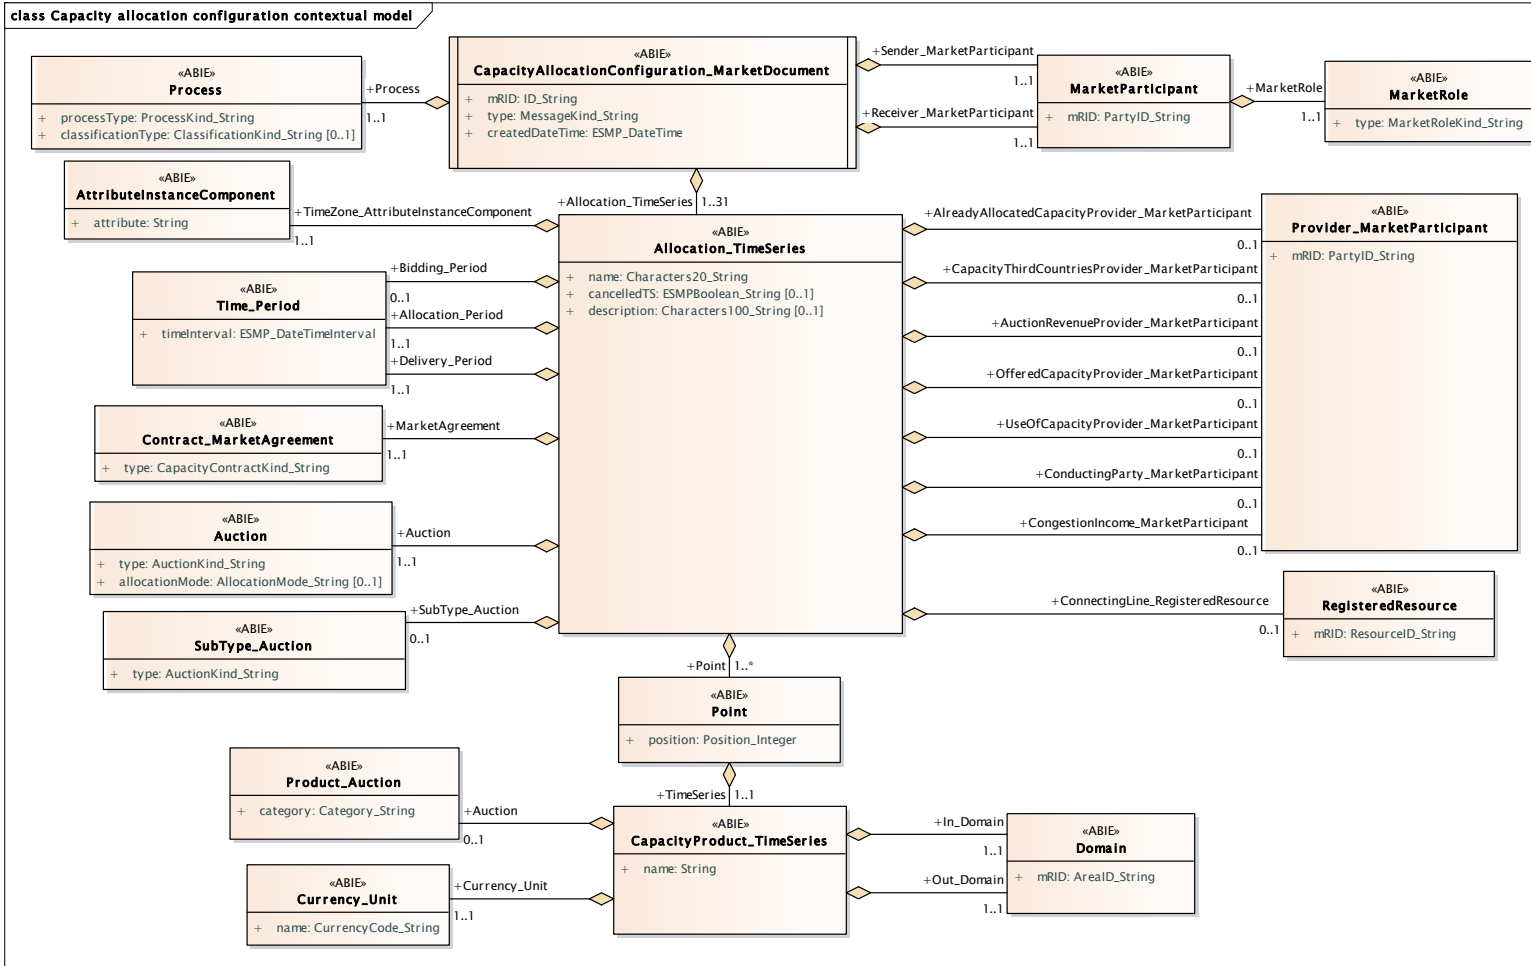 class Capacity allocation configuration contextual model
«ABIE»
Process
+ processType: ProcessKind_String
+ classificationType: ClassificationKind_String [0..1]
+Process
1..1
«ABIE»
CapacityAllocationConfiguration_MarketDocument
+ mRID: ID_String
+ type: MessageKind_String
+ createdDateTime: ESMP_DateTime
+Sender_MarketParticipant
1..1
+Receiver_MarketParticipant
1..1
«ABIE»
MarketParticipant
+ mRID: PartyID_String
+MarketRole
1..1
«ABIE»
MarketRole
+ type: MarketRoleKind_String
«ABIE»
AttributeInstanceComponent
+ attribute: String
+TimeZone_AttributeInstanceComponent
1..1
+Allocation_TimeSeries
1..31
«ABIE»
Allocation_TimeSeries
+ name: Characters20_String
+ cancelledTS: ESMPBoolean_String [0..1]
+ description: Characters100_String [0..1]
+AlreadyAllocatedCapacityProvider_MarketParticipant
0..1
+CapacityThirdCountriesProvider_MarketParticipant
0..1
+AuctionRevenueProvider_MarketParticipant
0..1
+OfferedCapacityProvider_MarketParticipant
0..1
+UseOfCapacityProvider_MarketParticipant
0..1
+ConductingParty_MarketParticipant
0..1
+CongestionIncome_MarketParticipant
0..1
«ABIE»
Provider_MarketParticipant
+ mRID: PartyID_String
«ABIE»
Time_Period
+ timeInterval: ESMP_DateTimeInterval
+Bidding_Period
0..1
+Allocation_Period
1..1
+Delivery_Period
1..1
«ABIE»
Contract_MarketAgreement
+ type: CapacityContractKind_String
+MarketAgreement
1..1
«ABIE»
Auction
+ type: AuctionKind_String
+ allocationMode: AllocationMode_String [0..1]
+Auction
1..1
«ABIE»
SubType_Auction
+ type: AuctionKind_String
+SubType_Auction
0..1
+ConnectingLine_RegisteredResource
0..1
«ABIE»
RegisteredResource
+ mRID: ResourceID_String
+Point
1..*
«ABIE»
Point
+ position: Position_Integer
+TimeSeries
1..1
«ABIE»
Product_Auction
+ category: Category_String
+Auction
0..1
«ABIE»
CapacityProduct_TimeSeries
+ name: String
+In_Domain
1..1
+Out_Domain
1..1
«ABIE»
Domain
+ mRID: AreaID_String
«ABIE»
Currency_Unit
+ name: CurrencyCode_String
+Currency_Unit
1..1